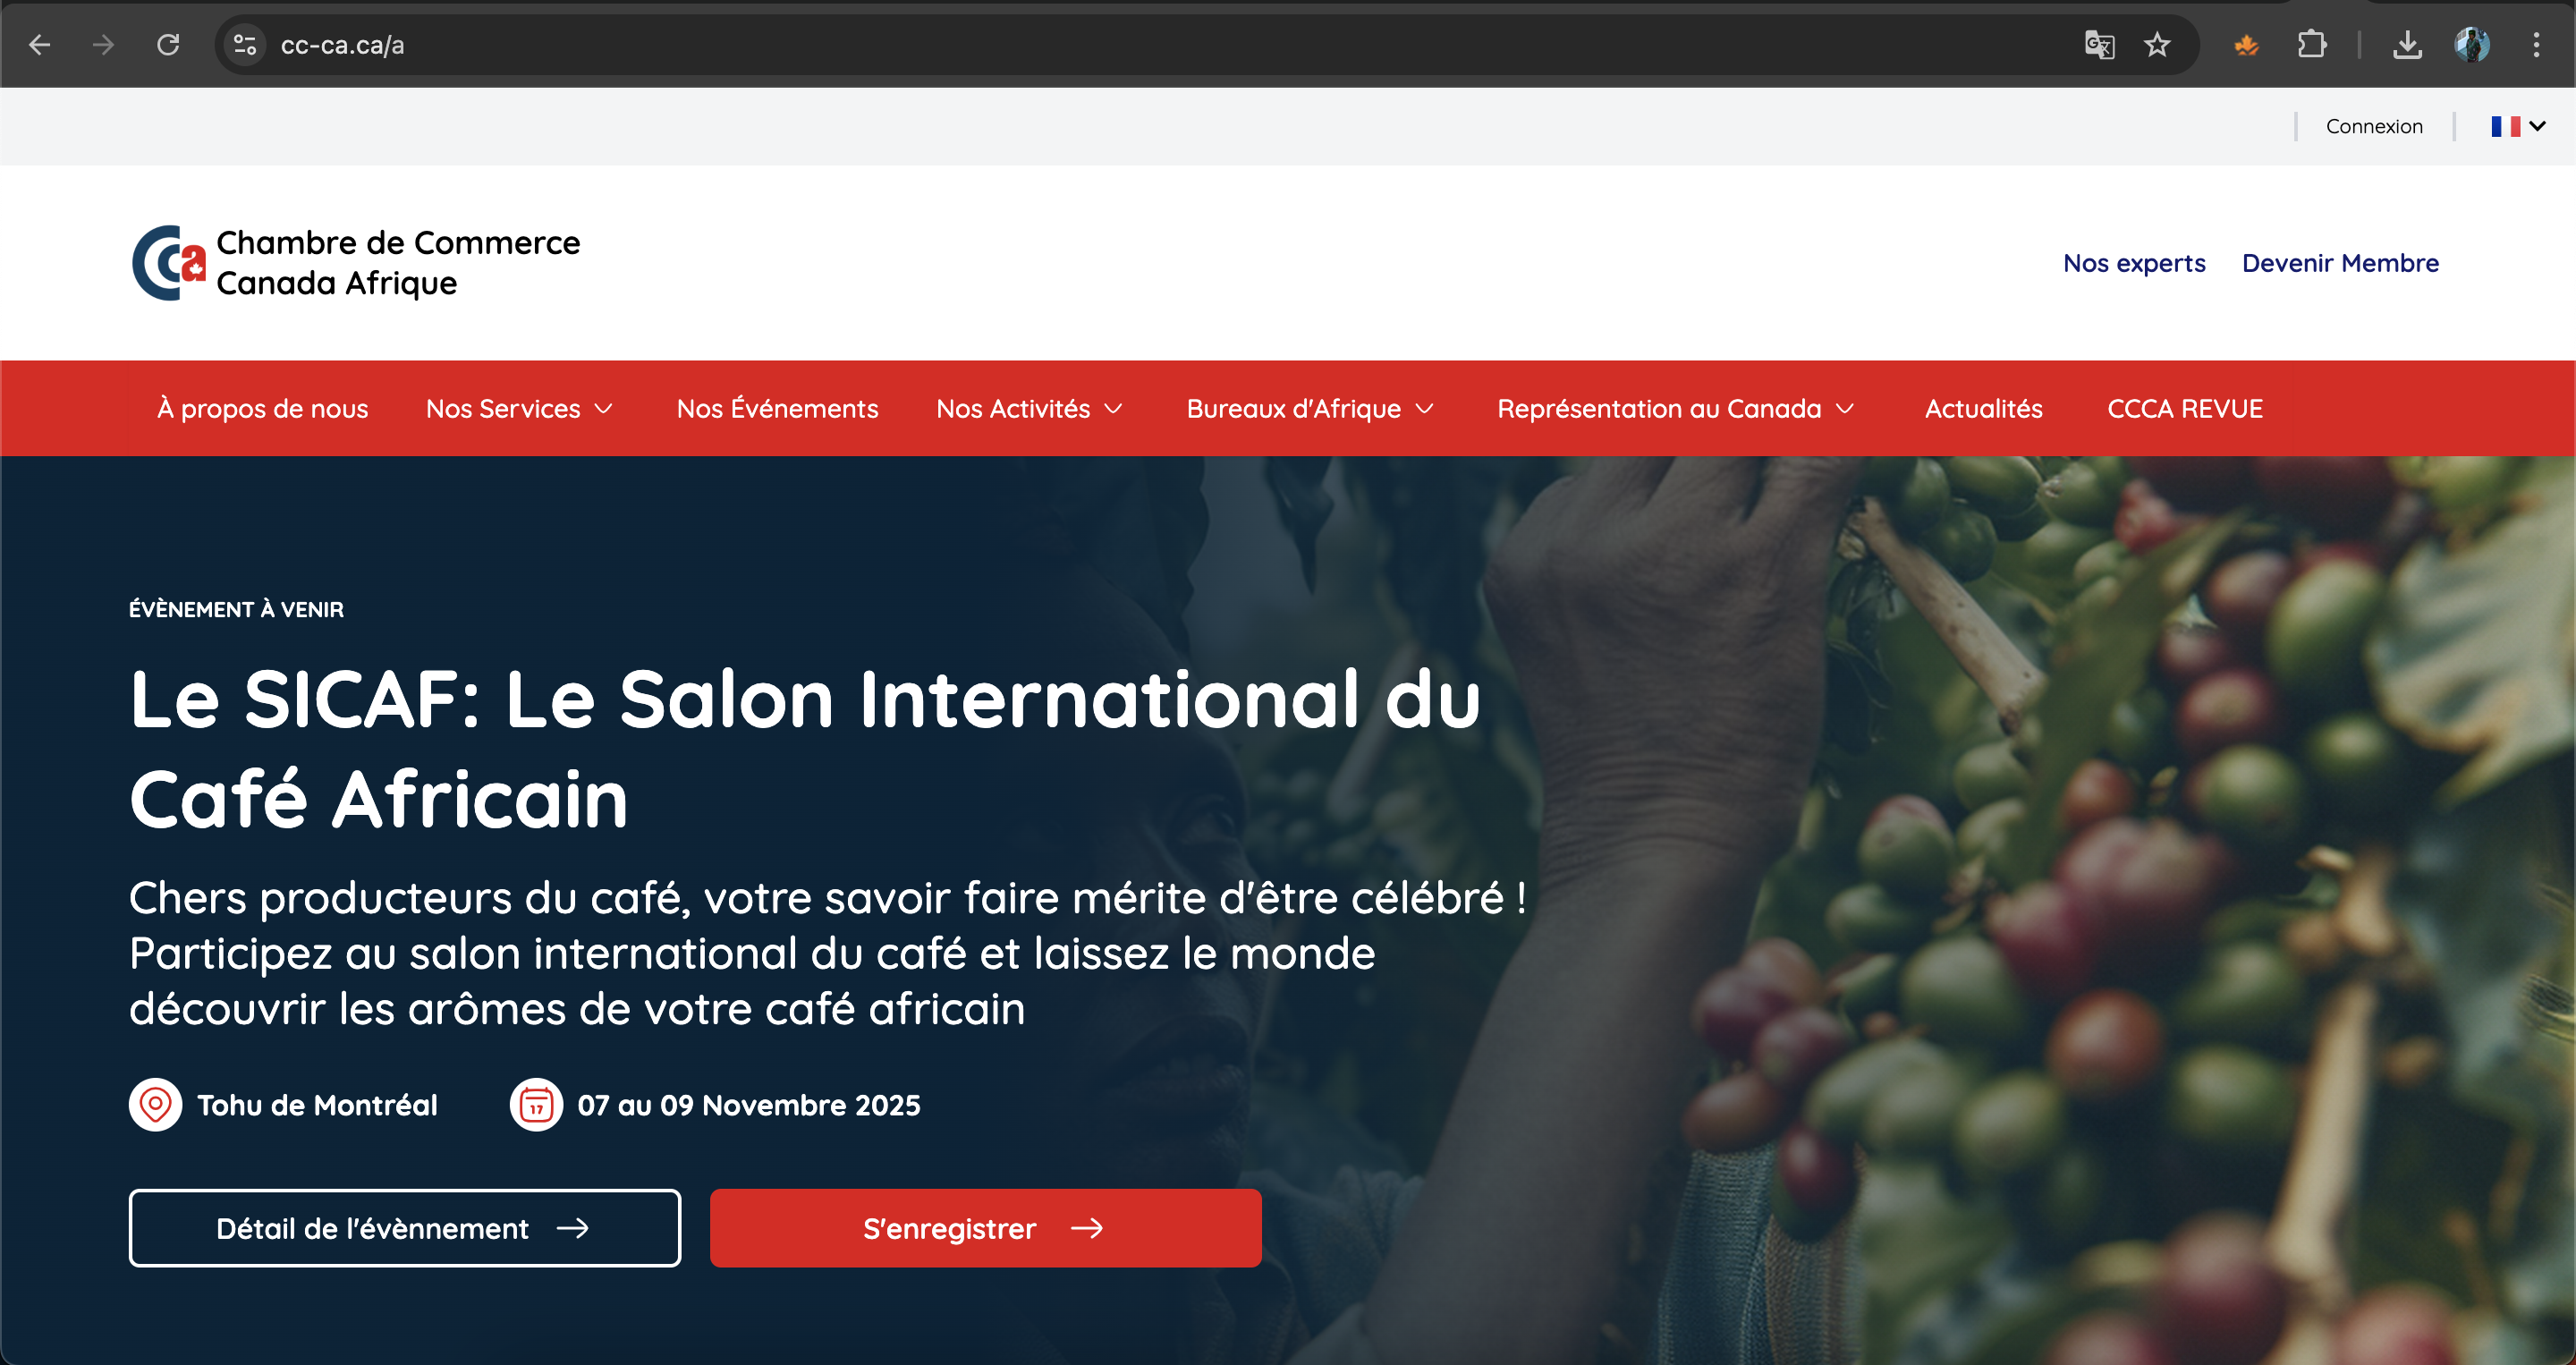 cc-ca.ca/a
Connexion
Cca
Chambre de Commerce
Canada Afrique
Nos experts
Devenir Membre
À propos de nous
Nos Services
Nos Événements
Nos Activités
Bureaux d'Afrique
Représentation au Canada
Actualités
CCCA REVUE
ÉVÈNEMENT À VENIR
Le SICAF: Le Salon International du
Café Africain
Chers producteurs du café, votre savoir faire mérite d'être célébré !
Participez au salon international du café et laissez le monde
découvrir les arômes de votre café africain
Tohu de Montréal
17
07 au 09 Novembre 2025
Détail de l'évènnement
S'enregistrer